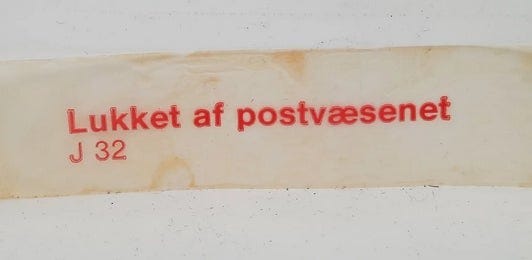 Lukket af postvæsenet
J 32